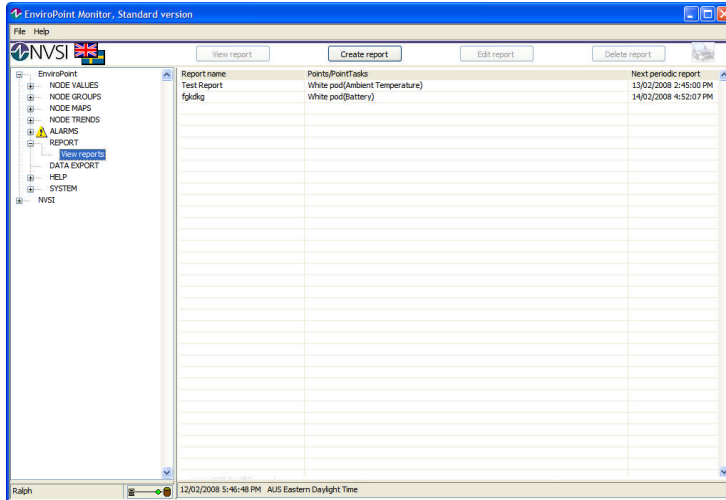 EnviroPoint Monitor, Standard version
File Help
NVSI
View report
Create report
Edit report
Delete report
EnviroPoint
NODE VALUES
NODE GROUPS
NODE MAPS
NODE TRENDS
ALARMS
REPORT
View reports
DATA EXPORT
HELP
SYSTEM
NVSI
Report name Points/PointTasks Next periodic report
Test Report White pod(Ambient Temperature) 13/02/2008 2:45:00 PM
fgkdkg White pod(Battery) 14/02/2008 4:52:07 PM
Ralph
12/02/2008 5:46:48 PM AUS Eastern Daylight Time